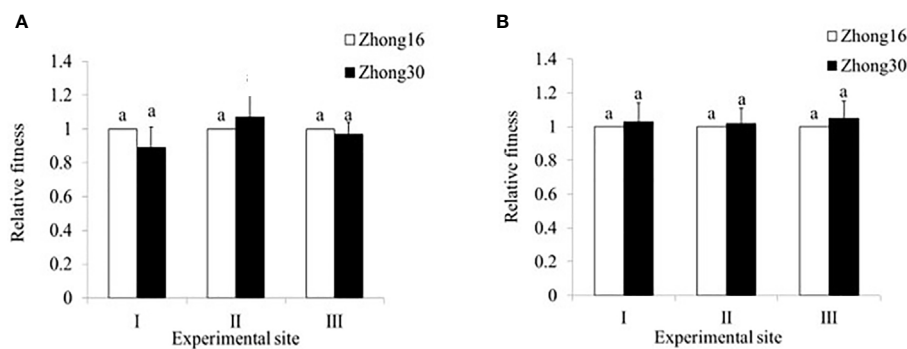 A
Zhong16
Zhong30
Relative fitness
1.4
1.2
1
0.8
0.6
0.4
0.2
0
a a
a
a a
I II III
Experimental site
B
Zhong16
Zhong30
Relative fitness
1.4
1.2
1
0.8
0.6
0.4
0.2
0
a a
a a
a a
I II III
Experimental site